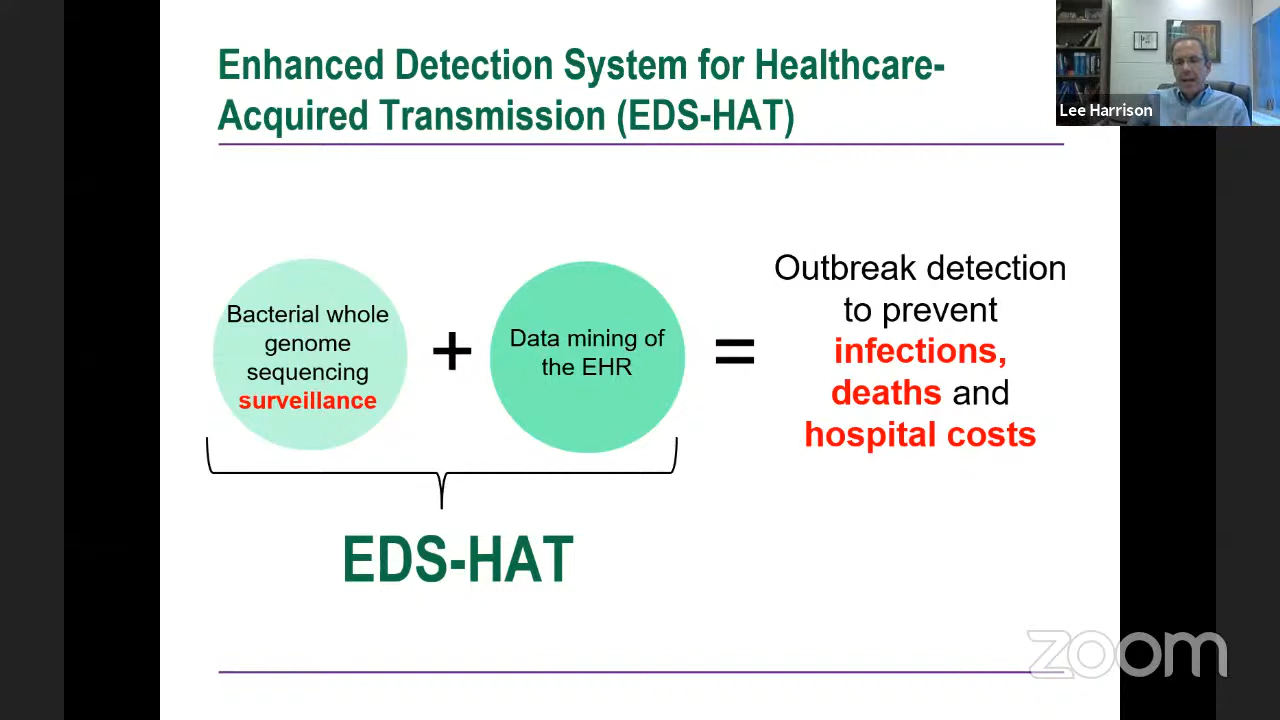 Enhanced Detection System for Healthcare-
Acquired Transmission (EDS-HAT)
Lee Harrison
Bacterial whole
genome
sequencing
surveillance
+
Data mining of
the EHR
=
Outbreak detection
to prevent
infections,
deaths and
hospital costs
EDS-HAT
zoom